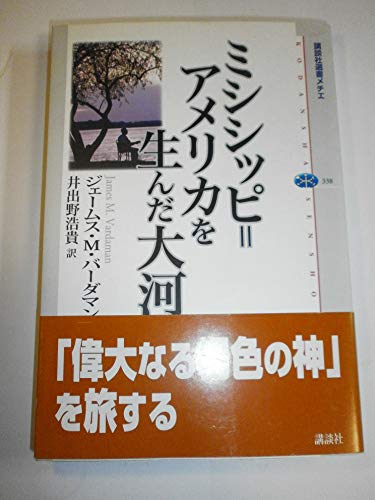 講談社選書メチエ
KODANSHA SENSHO
338
ミシシッピ=
アメリカを
生んだ大河
James M. Vardaman
ジェームス・M・バーダマン
井出野浩貴 訳
「偉大なる 色の神」
を旅する
講談社